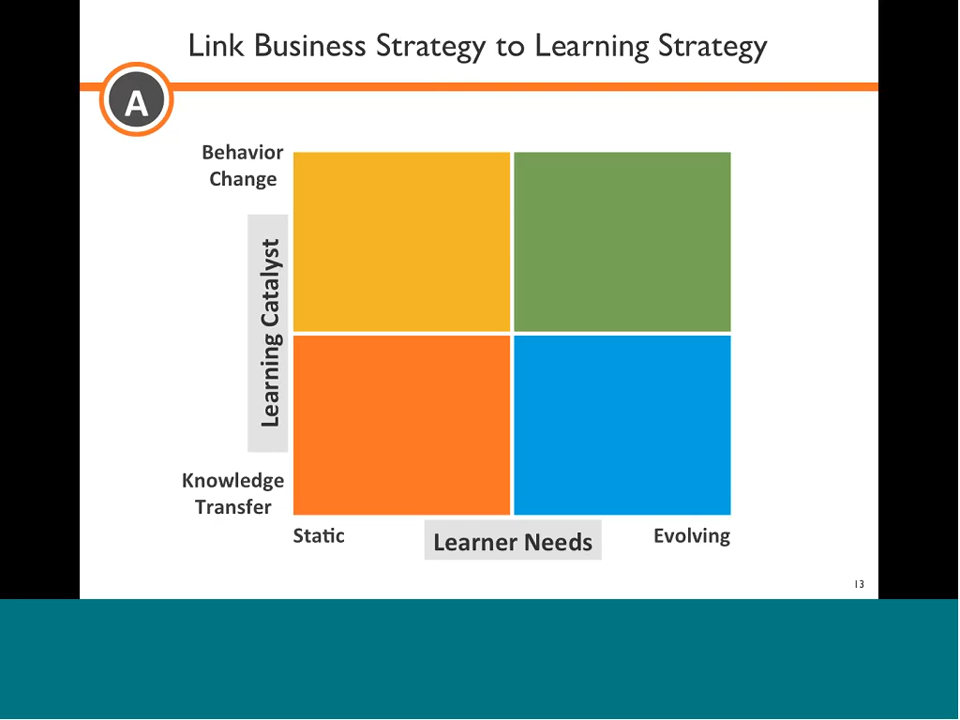 Link Business Strategy to Learning Strategy
A
Behavior
Change
Learning Catalyst
Knowledge
Transfer
Static
Learner Needs
Evolving
13